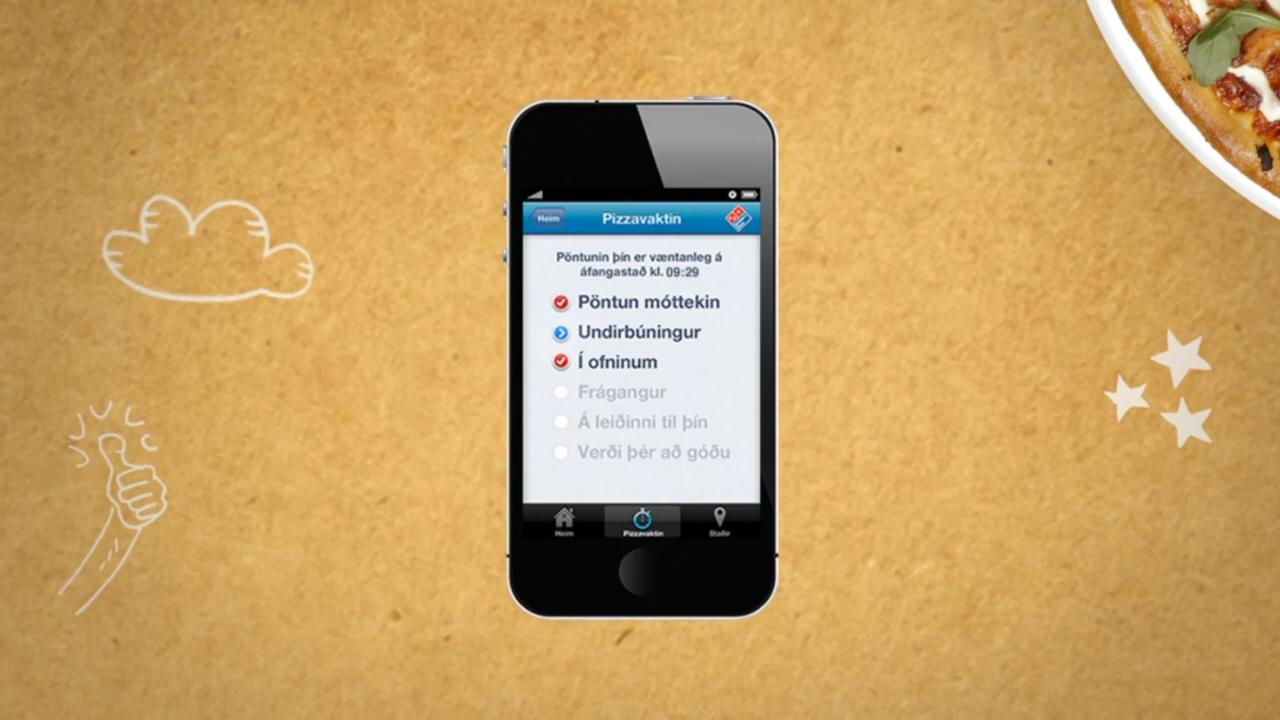 Heim
Pizzavaktin
Pöntunin þín er væntanleg á
áfangastað kl. 09:29
Pöntun móttekin
Undirbúningur
Í ofninum
Frágangur
Á leiðinni til þín
Verði þér að góðu
Heim
Pizzavaktin
Staðir